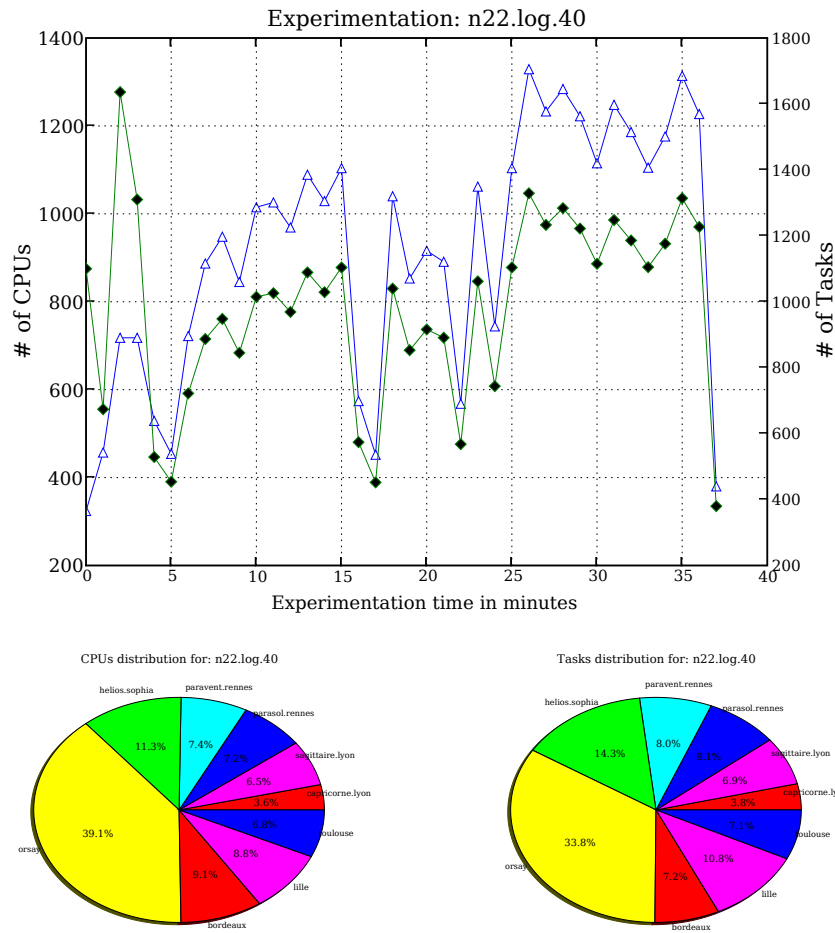 Experimentation: n22.log.40
1400
1200
1000
800
600
400
200
# of CPUs
1800
1600
1400
1200
1000
800
600
400
200
# of Tasks
0 5 10 15 20 25 30 35 40
Experimentation time in minutes
CPUs distribution for: n22.log.40
helios.sophia
paravent.rennes
parasol.rennes
sagittaire.lyon
capricorne.lyon
toulouse
lille
bordeaux
orsay
11.3%
7.4%
7.2%
6.5%
3.6%
6.8%
8.8%
9.1%
39.1%
Tasks distribution for: n22.log.40
helios.sophia
paravent.rennes
parasol.rennes
sagittaire.lyon
capricorne.ly
toulouse
lille
bordeaux
orsay
14.3%
8.0%
8.1%
6.9%
3.8%
7.1%
10.8%
7.2%
33.8%